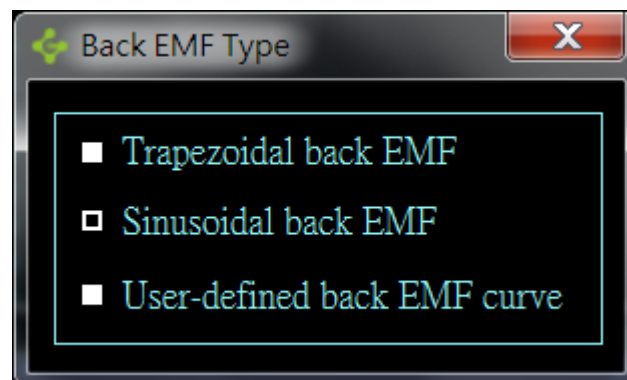 Back EMF Type
Trapezoidal back EMF
Sinusoidal back EMF
User-defined back EMF curve